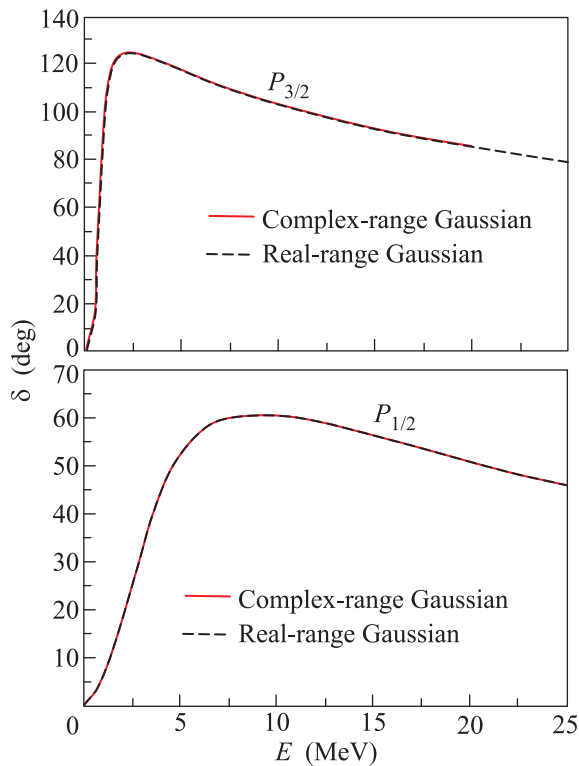 140
120
100
80
60
40
20
0
P3/2
Complex-range Gaussian
Real-range Gaussian
δ (deg)
70
60
50
40
30
20
10
P1/2
Complex-range Gaussian
Real-range Gaussian
0 5 10 15 20 25
E (MeV)